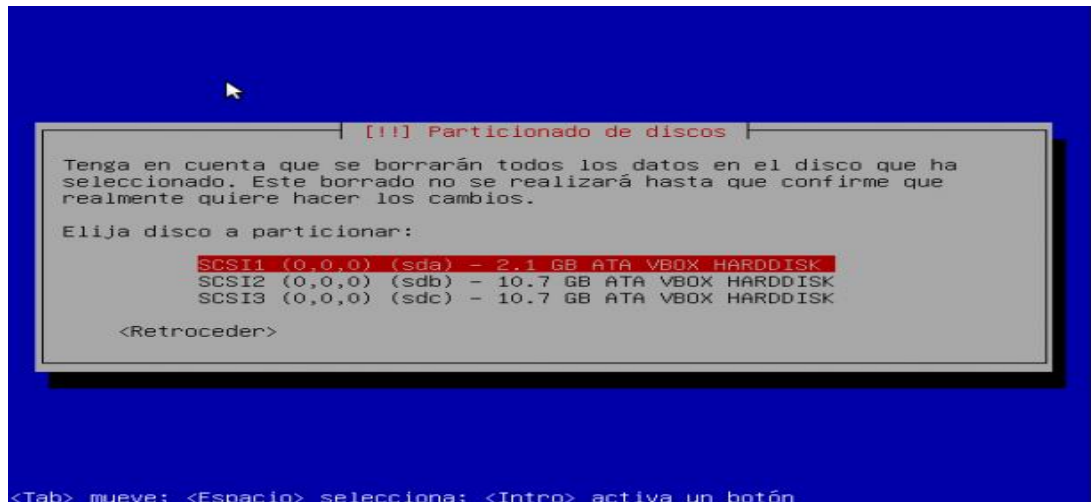 [!!] Particionado de discos
Tenga en cuenta que se borrarán todos los datos en el disco que ha
seleccionado. Este borrado no se realizará hasta que confirme que
realmente quiere hacer los cambios.
Elija disco a particionar:
SCSI1 (0,0,0) (sda) - 2.1 GB ATA VBOX HARDDISK
SCSI2 (0,0,0) (sdb) - 10.7 GB ATA VBOX HARDDISK
SCSI3 (0,0,0) (sdc) - 10.7 GB ATA VBOX HARDDISK
<Retroceder>
<Tab> mueve; <Espacio> selecciona; <Intro> activa un botón